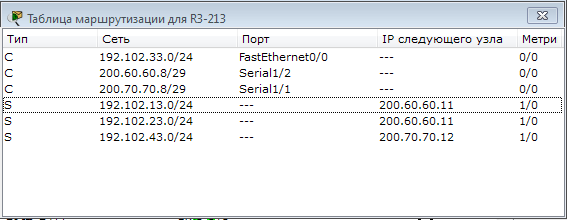 Таблица маршрутизации для R3-213
Тип Сеть Порт IP следующего узла Метри
C 192.102.33.0/24 FastEthernet0/0 --- 0/0
C 200.60.60.8/29 Serial1/2 --- 0/0
C 200.70.70.8/29 Serial1/1 --- 0/0
S 192.102.13.0/24 --- 200.60.60.11 1/0
S 192.102.23.0/24 --- 200.60.60.11 1/0
S 192.102.43.0/24 --- 200.70.70.12 1/0